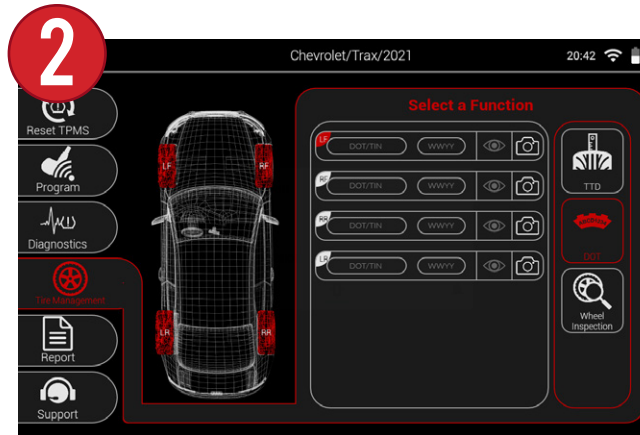 2
Chevrolet/Trax/2021
20:42
Reset TPMS
Program
Diagnostics
Tire Management
Report
Support
LF
RF
LR
RR
Select a Function
LF DOT/TIN WWYY
RF DOT/TIN WWYY
RR DOT/TIN WWYY
LR DOT/TIN WWYY
TTD
DOT
Wheel
Inspection